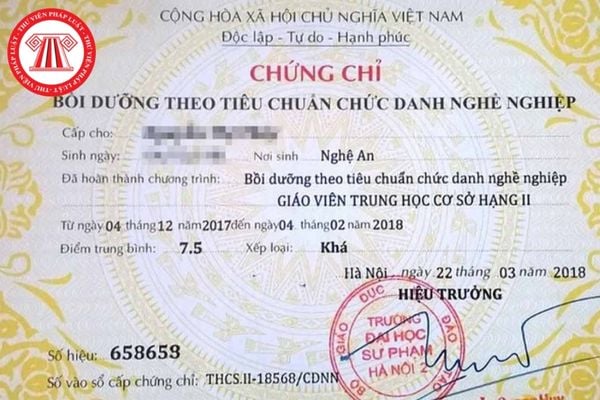 CỘNG HÒA XÃ HỘI CHỦ NGHĨA VIỆT NAM
Độc lập - Tự do - Hạnh phúc
THƯ VIỆN PHÁP LUẬT
CHỨNG CHỈ
BỒI DƯỠNG THEO TIÊU CHUẨN CHỨC DANH NGHỀ NGHIỆP
Cấp cho:
Sinh ngày: Nơi sinh Nghệ An
Đã hoàn thành chương trình: Bồi dưỡng theo tiêu chuẩn chức danh nghề nghiệp
GIÁO VIÊN TRUNG HỌC CƠ SỞ HẠNG II
Từ ngày 04 tháng 12 năm 2017 đến ngày 04 tháng 02 năm 2018
Điểm trung bình: 7.5 Xếp loại: Khá
Hà Nội, ngày 22 tháng 03 năm 2018
HIỆU TRƯỞNG
BỘ GIÁO DỤC ĐÀO TẠO
TRƯỜNG
ĐẠI HỌC
SƯ PHẠM
HÀ NỘI 2
Số hiệu: 658658
Số vào sổ cấp chứng chỉ: THCS.II-18568/CDNN